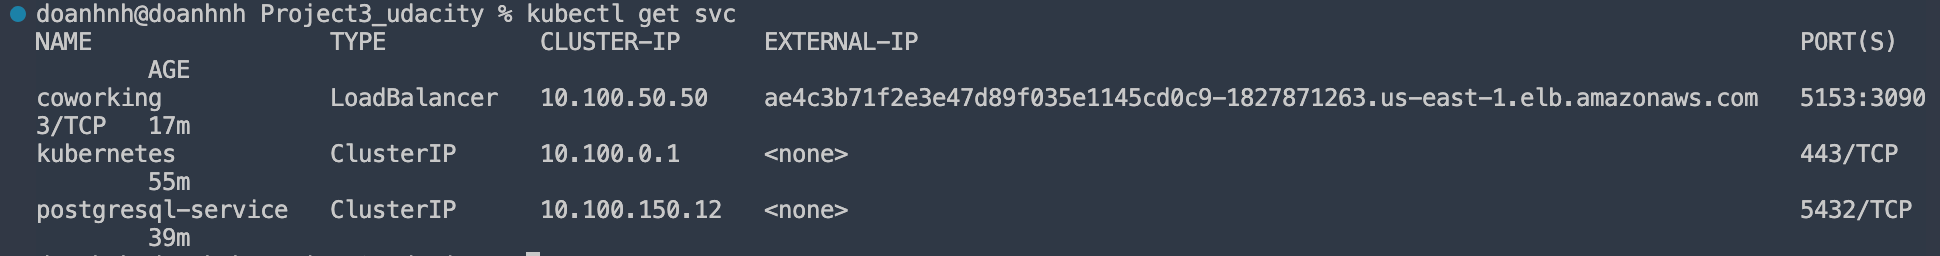 doanhnh@doanhnh Project3_udacity % kubectl get svc
NAME                 TYPE           CLUSTER-IP      EXTERNAL-IP                                                               PORT(S)
        AGE
coworking            LoadBalancer   10.100.50.50    ae4c3b71f2e3e47d89f035e1145cd0c9-1827871263.us-east-1.elb.amazonaws.com   5153:3090
3/TCP   17m
kubernetes           ClusterIP      10.100.0.1      <none>                                                                    443/TCP
        55m
postgresql-service   ClusterIP      10.100.150.12   <none>                                                                    5432/TCP
        39m